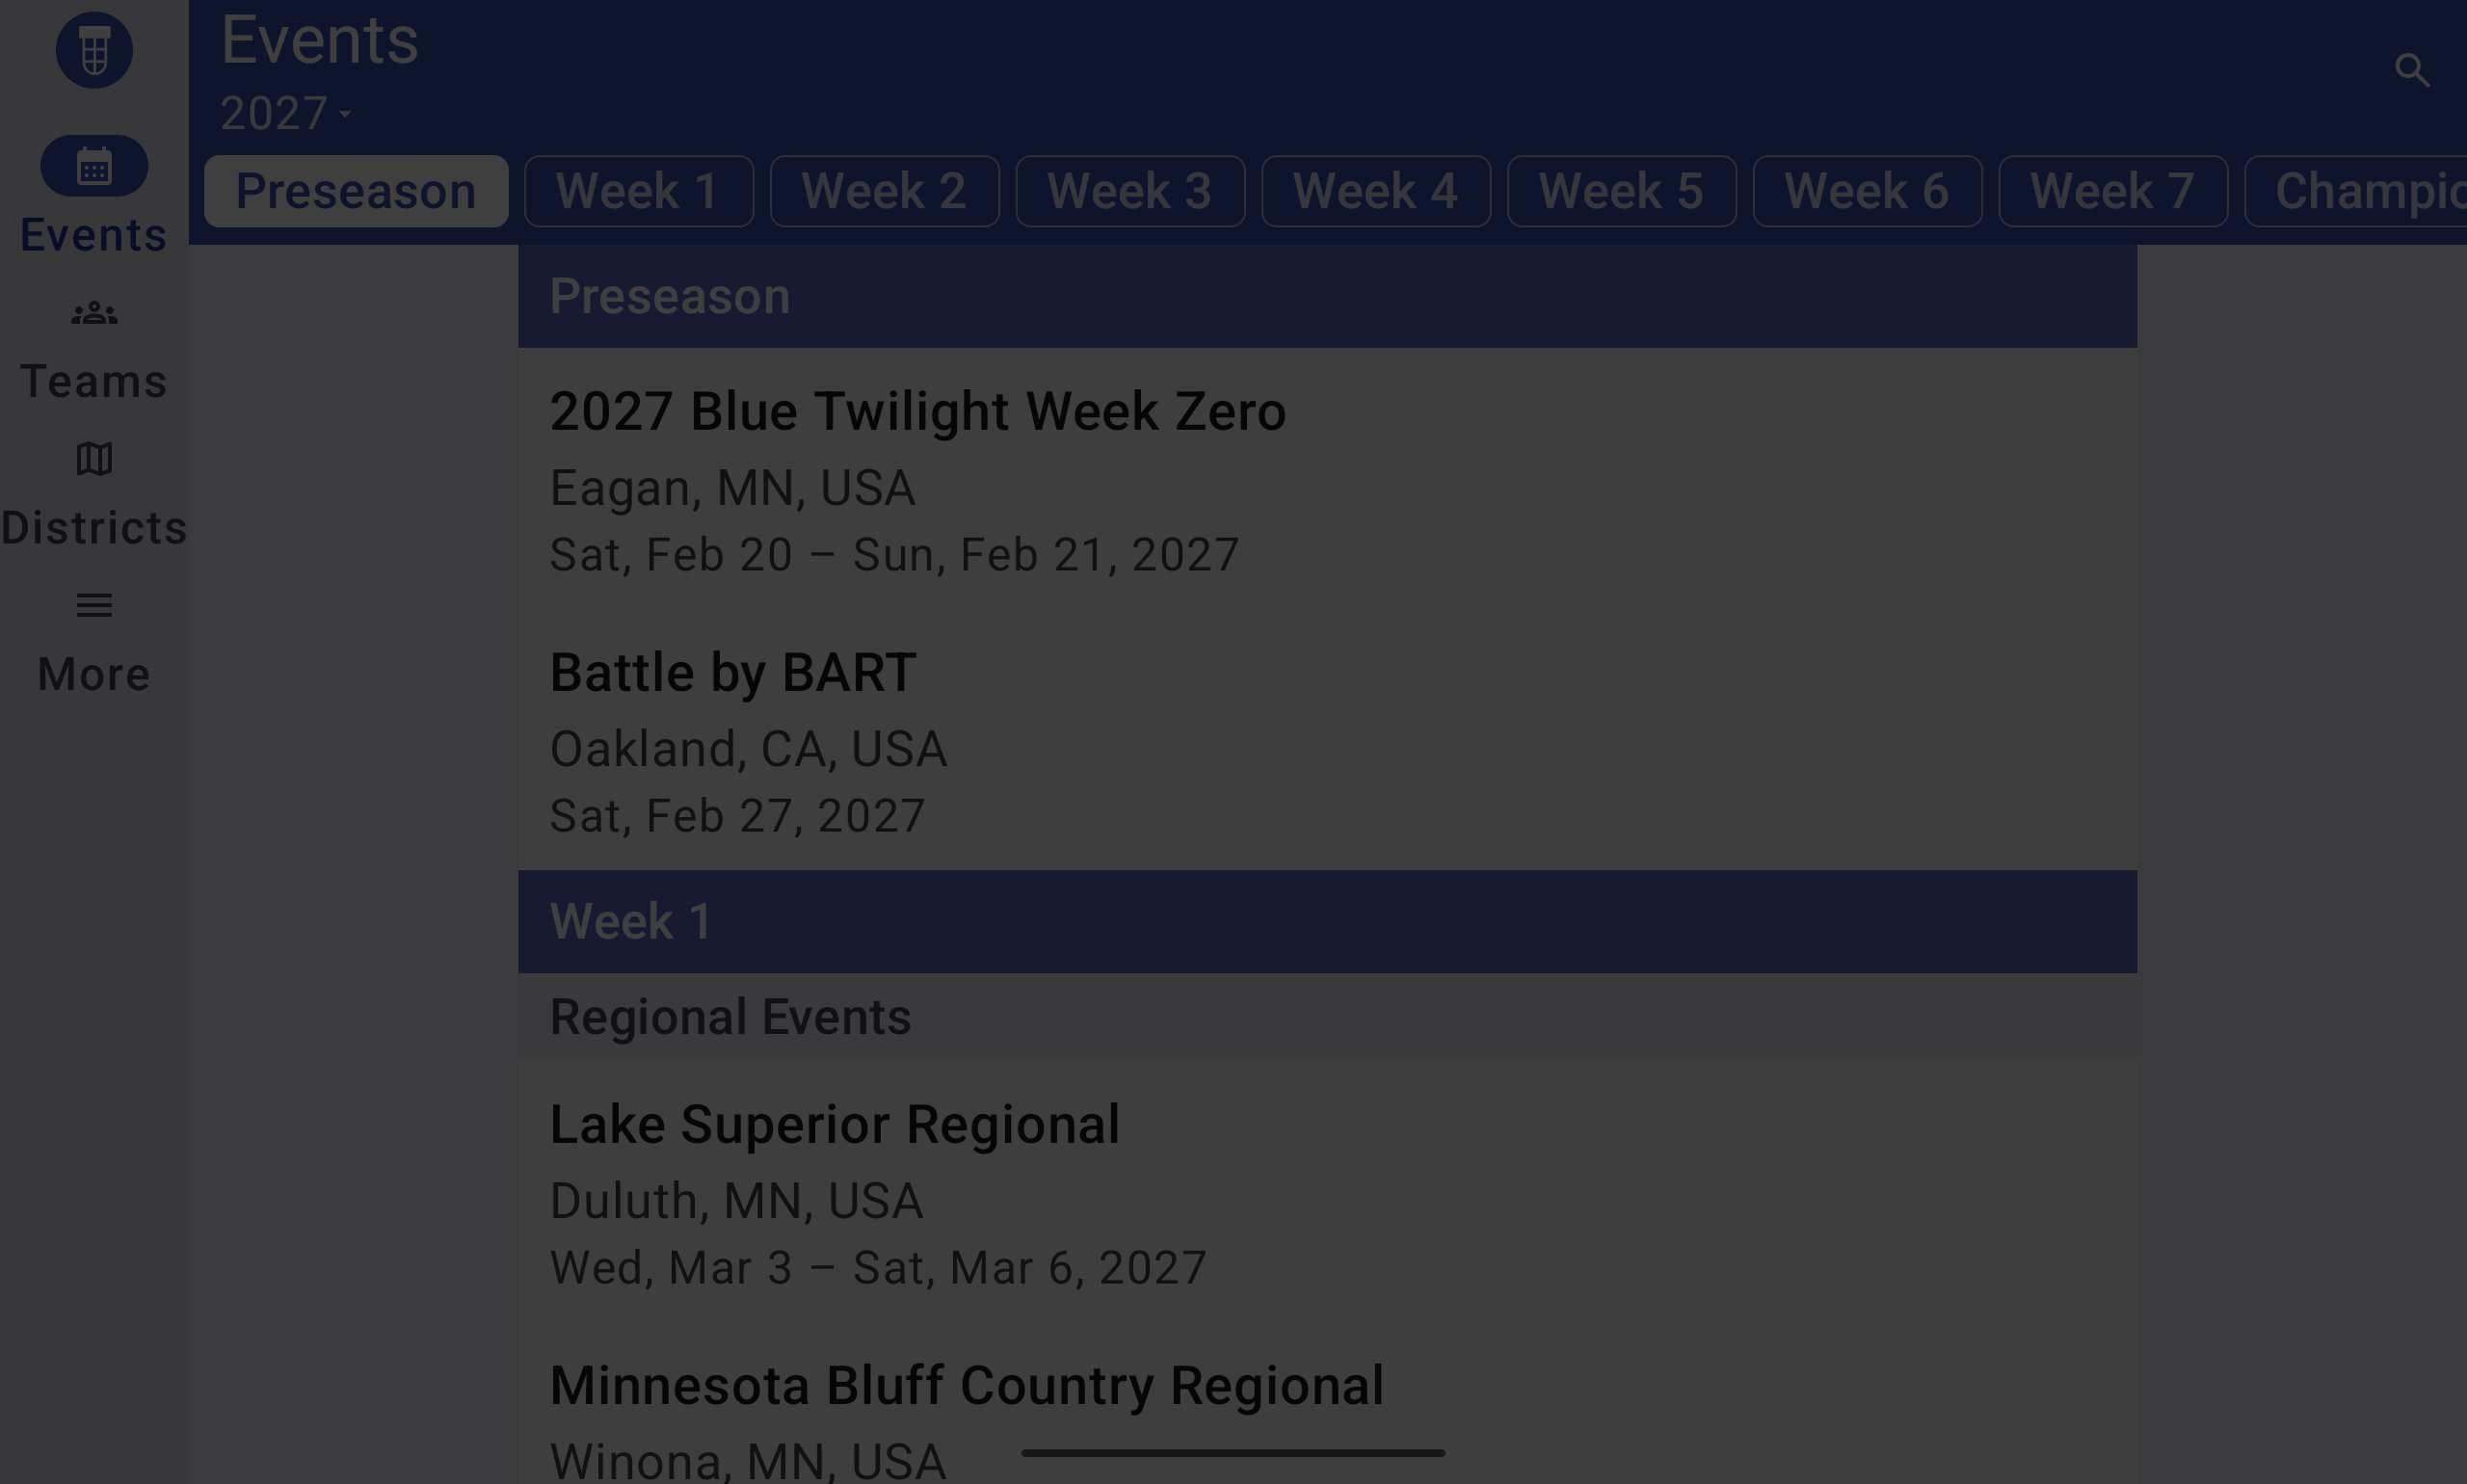 Events
2027
Preseason
Week 1
Week 2
Week 3
Week 4
Week 5
Week 6
Week 7
Champio
Events
Teams
Districts
More
Preseason
2027 Blue Twilight Week Zero
Eagan, MN, USA
Sat, Feb 20 – Sun, Feb 21, 2027
Battle by BART
Oakland, CA, USA
Sat, Feb 27, 2027
Week 1
Regional Events
Lake Superior Regional
Duluth, MN, USA
Wed, Mar 3 – Sat, Mar 6, 2027
Minnesota Bluff Country Regional
Winona, MN, USA